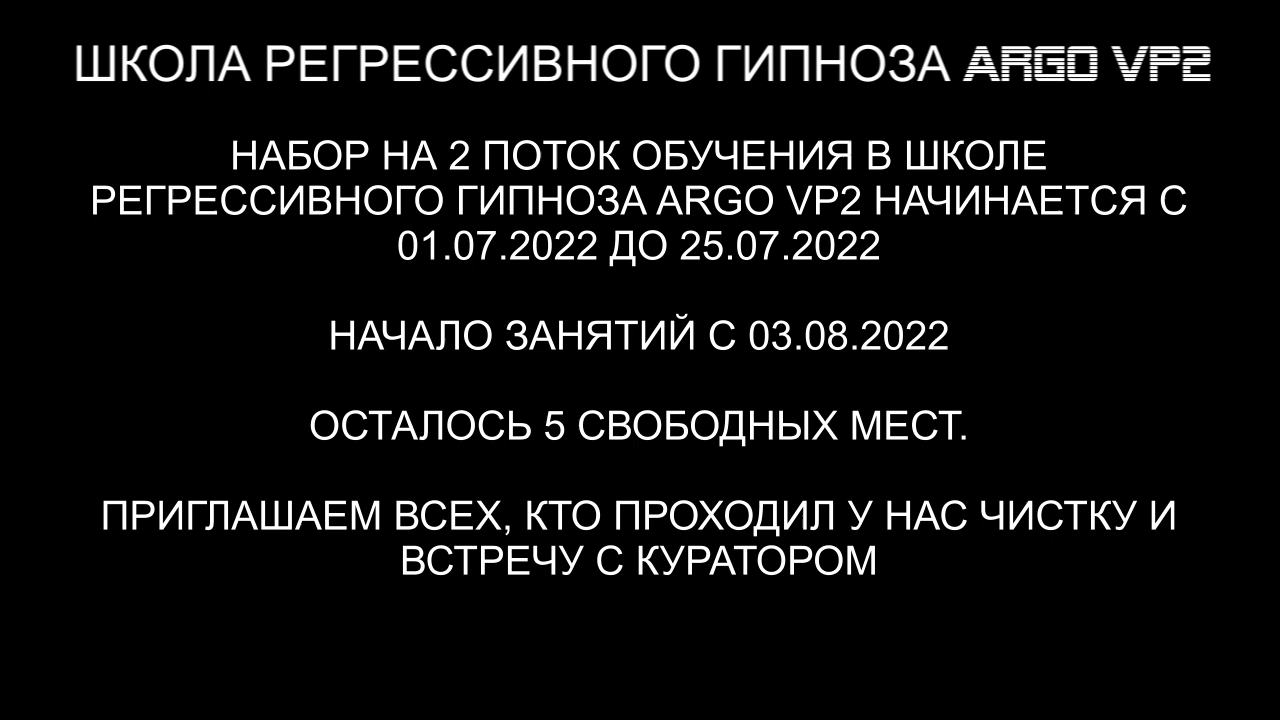 ШКОЛА РЕГРЕССИВНОГО ГИПНОЗА ARGO VP2
НАБОР НА 2 ПОТОК ОБУЧЕНИЯ В ШКОЛЕ
РЕГРЕССИВНОГО ГИПНОЗА ARGO VP2 НАЧИНАЕТСЯ С
01.07.2022 ДО 25.07.2022
НАЧАЛО ЗАНЯТИЙ С 03.08.2022
ОСТАЛОСЬ 5 СВОБОДНЫХ МЕСТ.
ПРИГЛАШАЕМ ВСЕХ, КТО ПРОХОДИЛ У НАС ЧИСТКУ И
ВСТРЕЧУ С КУРАТОРОМ